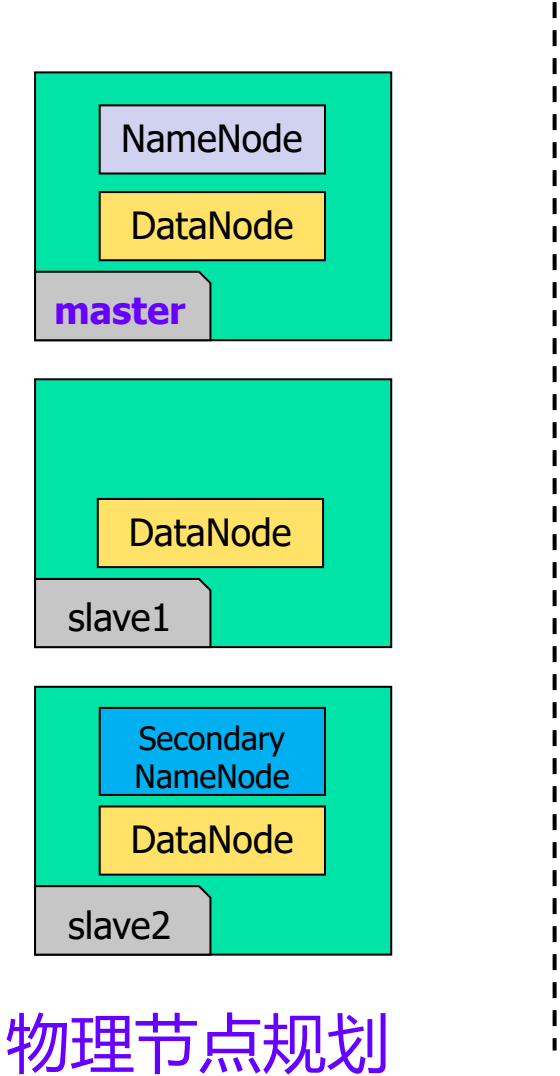 NameNode
DataNode
master
DataNode
slave1
Secondary
NameNode
DataNode
slave2
物理节点规划